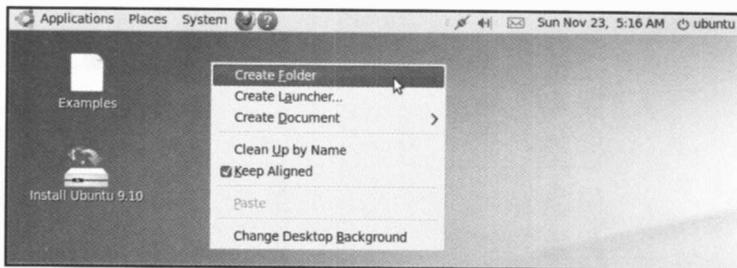 Applications Places System Sun Nov 23, 5:16 AM ubuntu
Examples
Install Ubuntu 9.10
Create Folder
Create Launcher...
Create Document
Clean Up by Name
Keep Aligned
Paste
Change Desktop Background